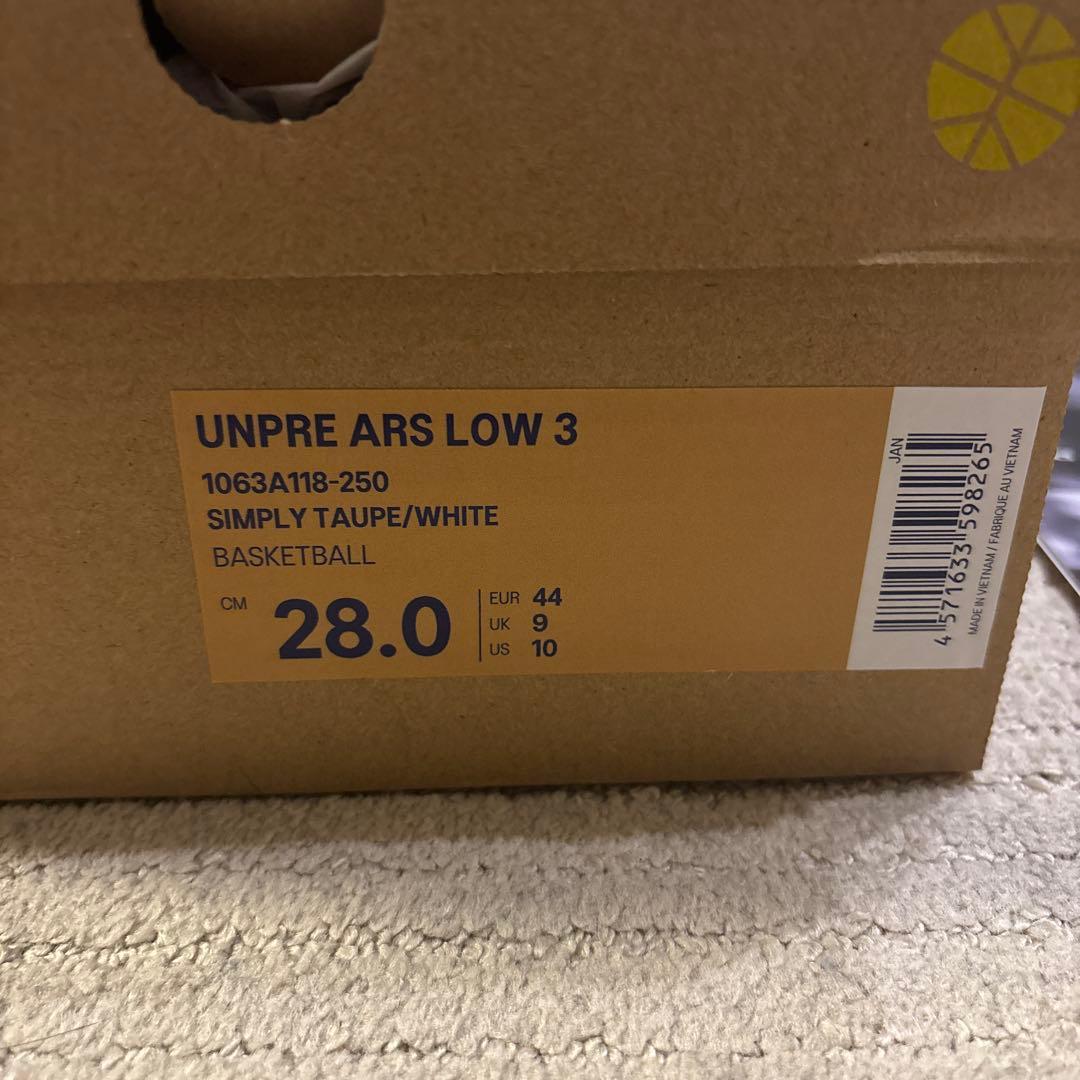 UNPRE ARS LOW 3
1063A118-250
SIMPLY TAUPE/WHITE
BASKETBALL
CM 28.0
EUR 44
UK 9
US 10
JAN
4 571633 598265
MADE IN VIETNAM / FABRIQUE AU VIETNAM